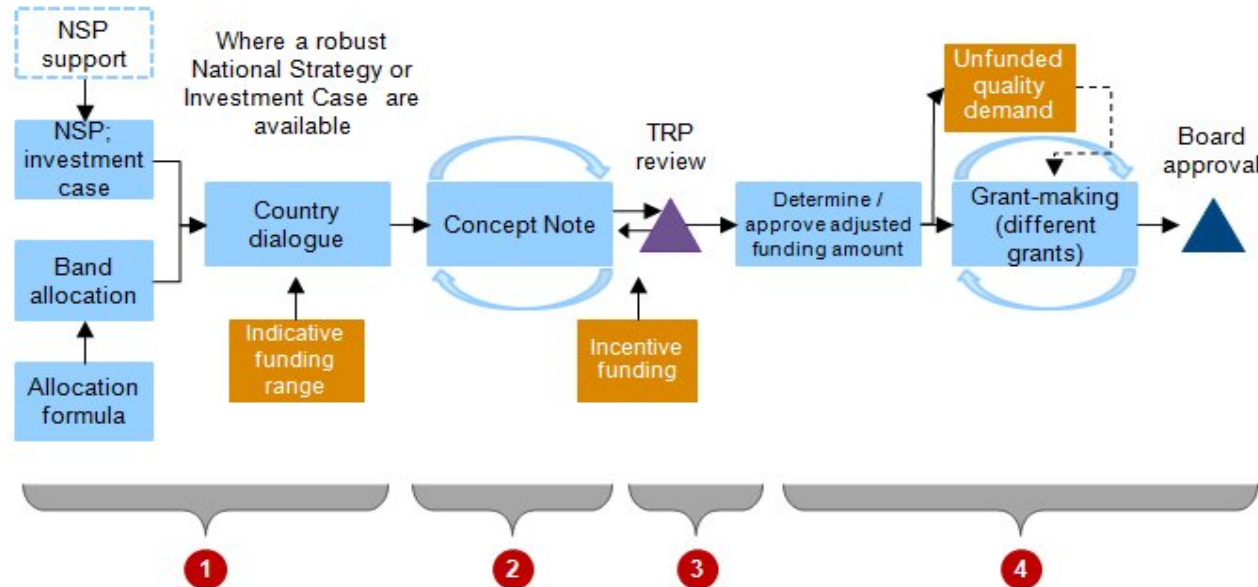 NSP
support
Where a robust
National Strategy or
Investment Case are
available
NSP;
investment
case
Band
allocation
Allocation
formula
Country
dialogue
Indicative
funding
range
Concept Note
TRP
review
Incentive
funding
Determine /
approve adjusted
funding amount
Unfunded
quality
demand
Grant-making
(different
grants)
Board
approval
1
2
3
4